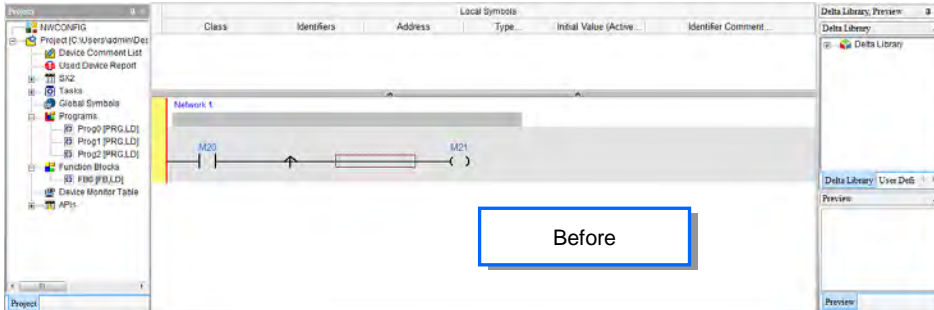 Project
NWCONFIG
Project [C:\Users\admin\Des
Device Comment List
Used Device Report
SX2
Tasks
Global Symbols
Programs
Prog0 [PRG,LD]
Prog1 [PRG,LD]
Prog2 [PRG,LD]
Function Blocks
FB0 [FB,LD]
Device Monitor Table
APIs
Project
Local Symbols
Class
Identifiers
Address
Type...
Initial Value (Active...
Identifier Comment...
Network 1
M20
M21
Before
Delta Library, Preview
Delta Library
Delta Library
Delta Library
User Defi
Preview
Preview